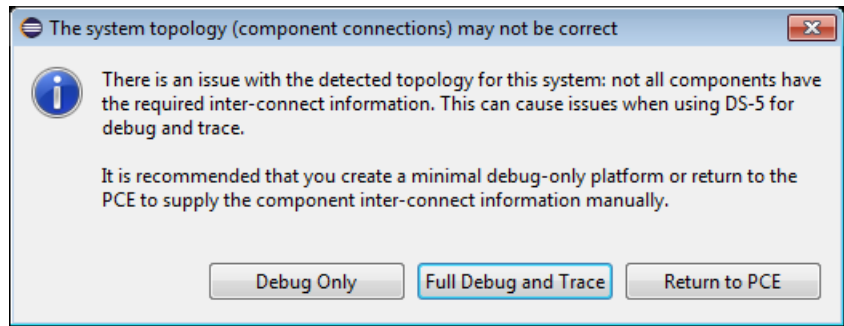 The system topology (component connections) may not be correct
There is an issue with the detected topology for this system: not all components have
the required inter-connect information. This can cause issues when using DS-5 for
debug and trace.
It is recommended that you create a minimal debug-only platform or return to the
PCE to supply the component inter-connect information manually.
Debug Only Full Debug and Trace Return to PCE